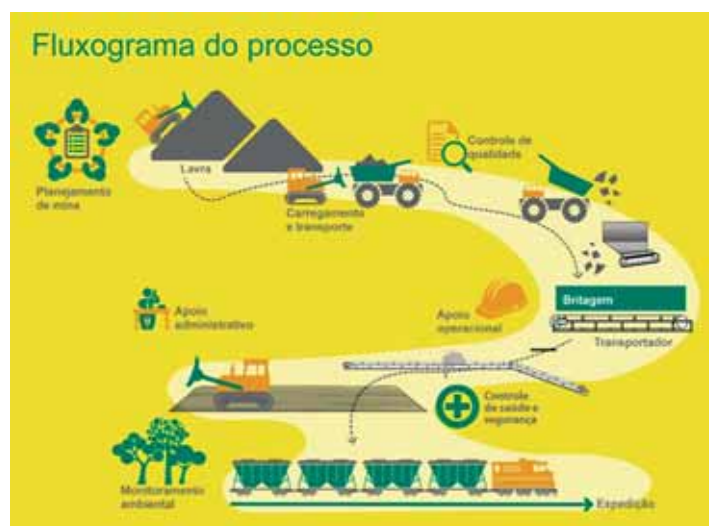 Fluxograma do processo
Planejamento
de mina
Lavra
Carregamento
e transporte
Controle de
qualidade
Britagem
Transportador
Apoio
operacional
Apoio
administrativo
Controle
de saúde e
segurança
Monitoramento
ambiental
Expedição